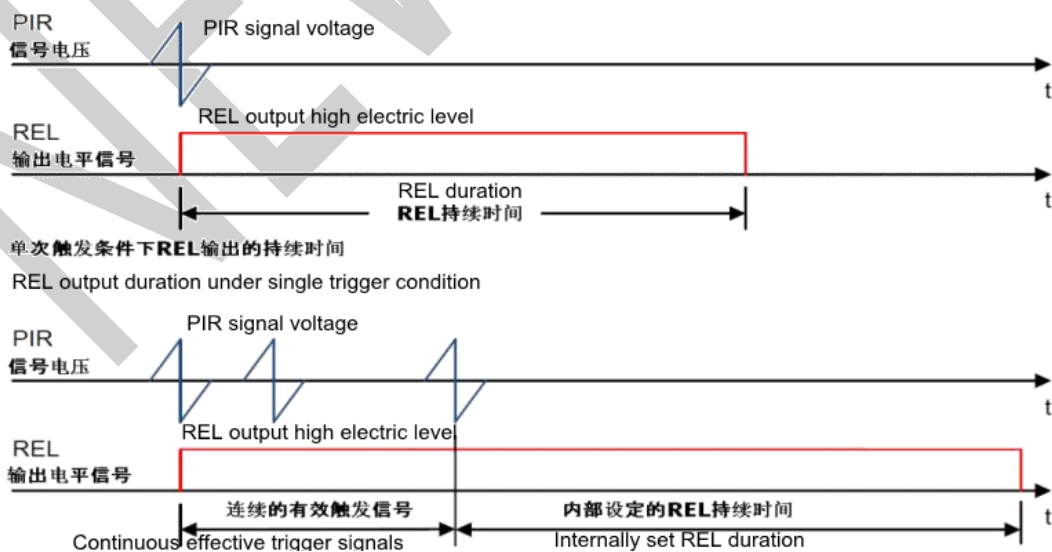 PIR
信号电压
PIR signal voltage
t
REL output high electric level
REL
输出电平信号
t
REL duration
REL持续时间
单次触发条件下REL输出的持续时间
REL output duration under single trigger condition
PIR signal voltage
PIR
信号电压
t
REL output high electric level
REL
输出电平信号
t
连续的有效触发信号
内部设定的REL持续时间
Continuous effective trigger signals
Internally set REL duration